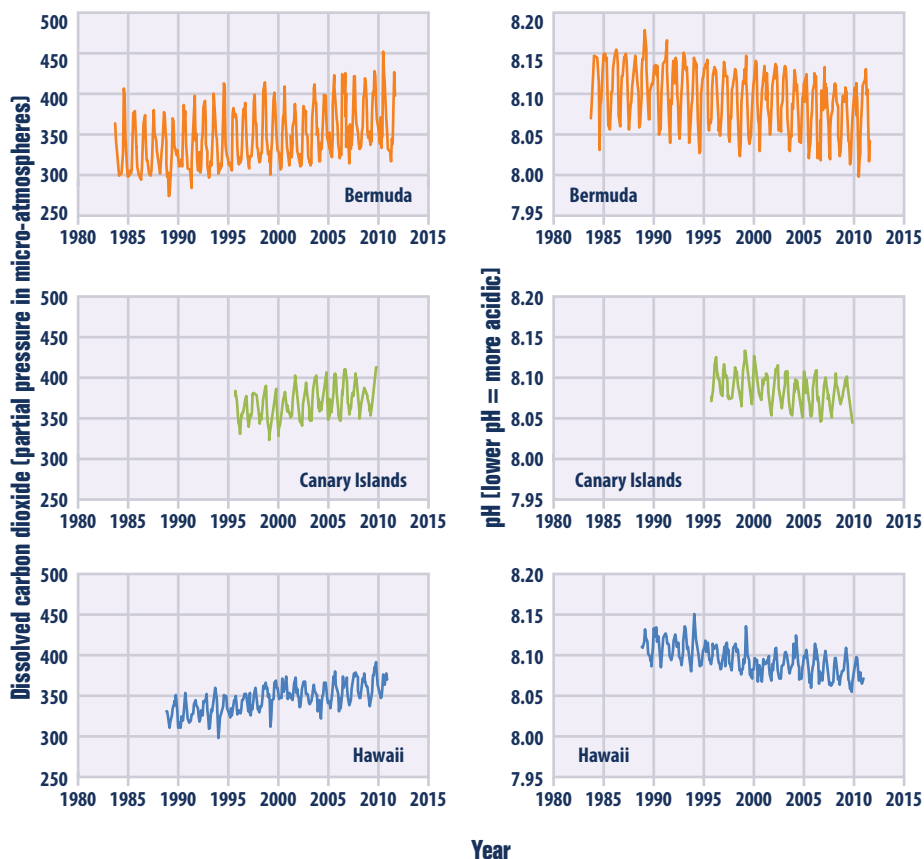 Dissolved carbon dioxide (partial pressure in micro-atmospheres)
500
450
400
350
300
250
Bermuda
1980 1985 1990 1995 2000 2005 2010 2015
500
450
400
350
300
250
Canary Islands
1980 1985 1990 1995 2000 2005 2010 2015
500
450
400
350
300
250
Hawaii
1980 1985 1990 1995 2000 2005 2010 2015
pH (lower pH = more acidic)
8.20
8.15
8.10
8.05
8.00
7.95
Bermuda
1980 1985 1990 1995 2000 2005 2010 2015
8.20
8.15
8.10
8.05
8.00
7.95
Canary Islands
1980 1985 1990 1995 2000 2005 2010 2015
8.20
8.15
8.10
8.05
8.00
7.95
Hawaii
1980 1985 1990 1995 2000 2005 2010 2015
Year